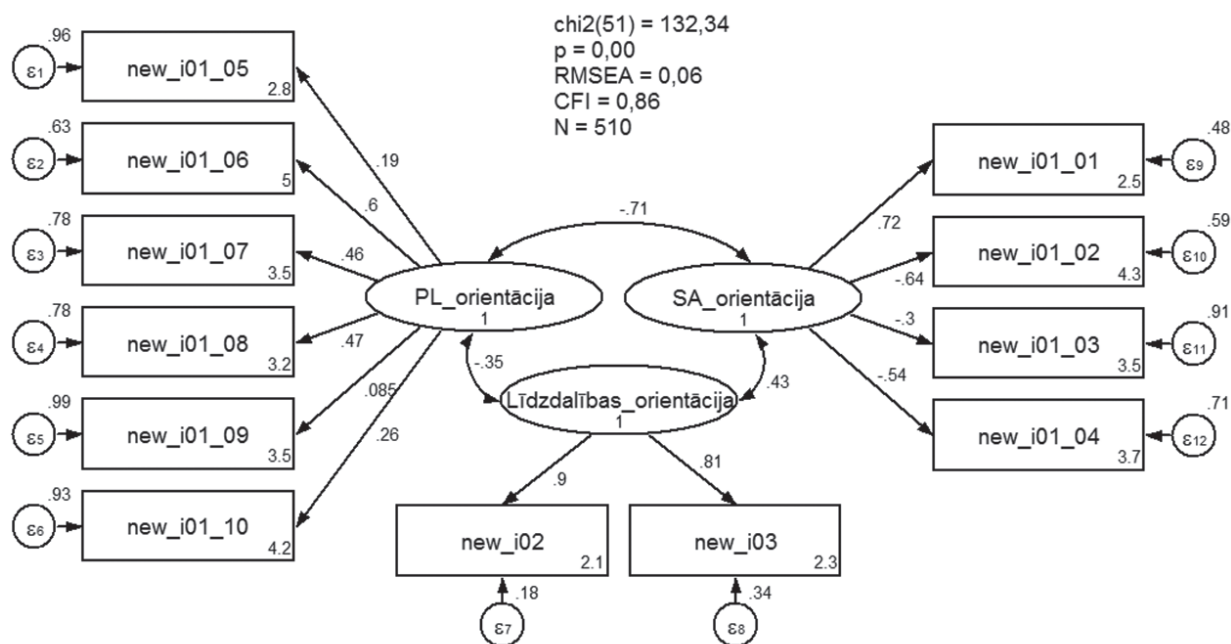 chi2(51) = 132,34
p = 0,00
RMSEA = 0,06
CFI = 0,86
N = 510
.96
ε1
new_i01_05
2.8
.19
.63
ε2
new_i01_06
5
.6
.78
ε3
new_i01_07
3.5
.46
.78
ε4
new_i01_08
3.2
.47
.99
ε5
new_i01_09
3.5
.085
.93
ε6
new_i01_10
4.2
.26
PL_orientācija
1
-.71
SA_orientācija
1
-.35
.43
Līdzdalības_orientācija
1
.9
.81
new_i02
2.1
.18
ε7
new_i03
2.3
.34
ε8
.72
new_i01_01
2.5
.48
ε9
-.64
new_i01_02
4.3
.59
ε10
-.3
new_i01_03
3.5
.91
ε11
-.54
new_i01_04
3.7
.71
ε12